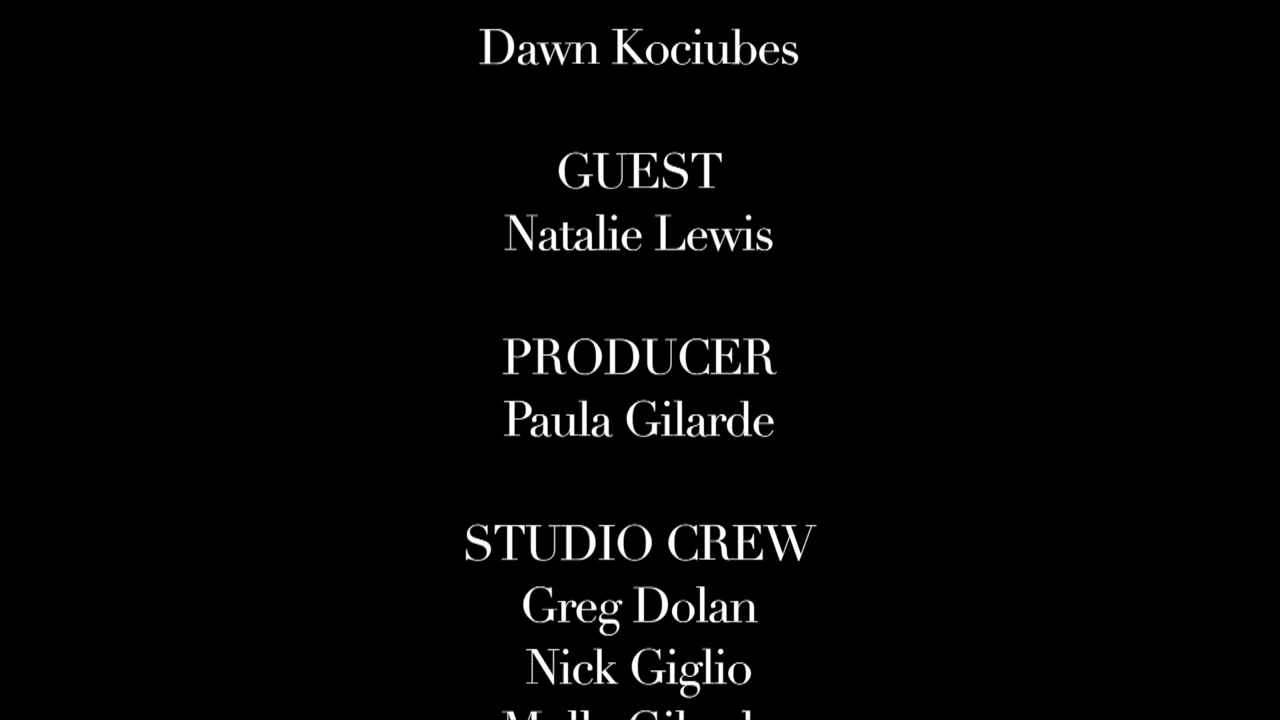 Dawn Kociubes
GUEST
Natalie Lewis
PRODUCER
Paula Gilarde
STUDIO CREW
Greg Dolan
Nick Giglio